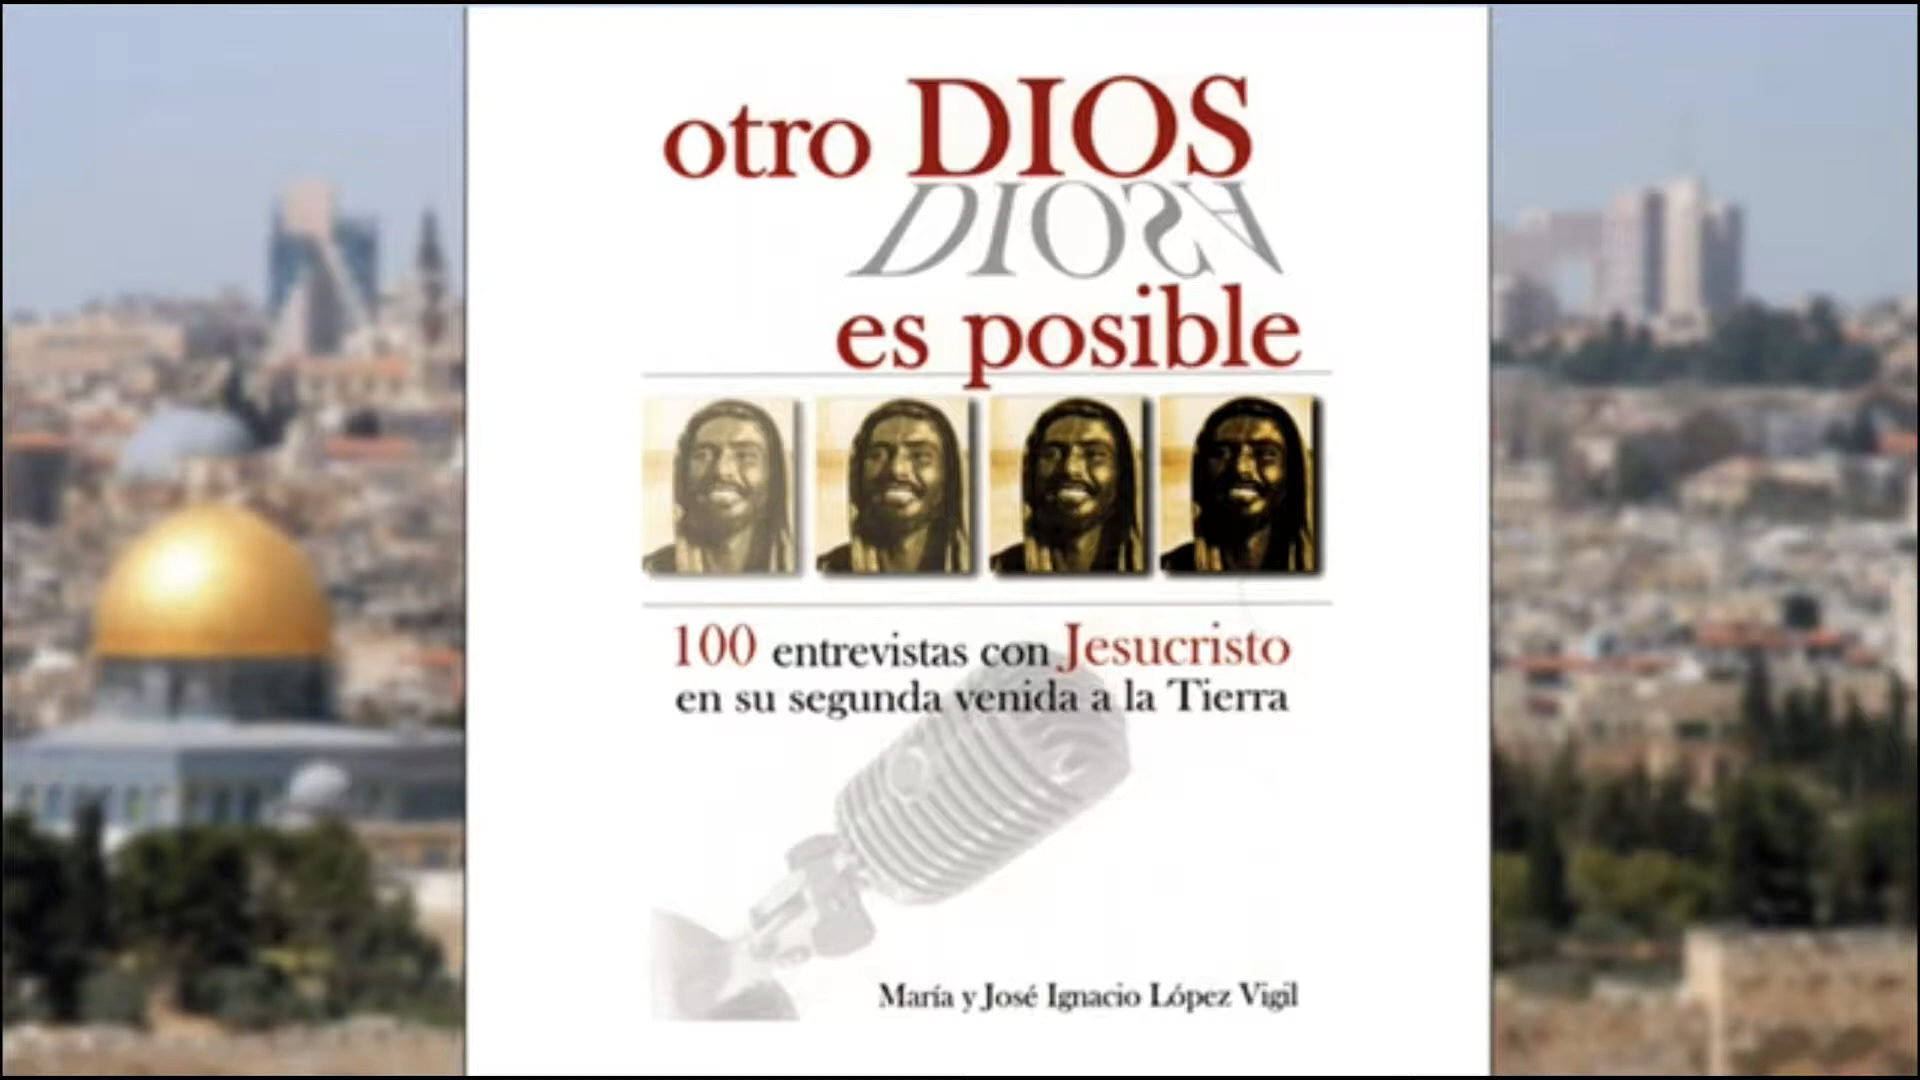 otro DIOS
DIOSA
es posible
100 entrevistas con Jesucristo
en su segunda venida a la Tierra
María y José Ignacio López Vigil